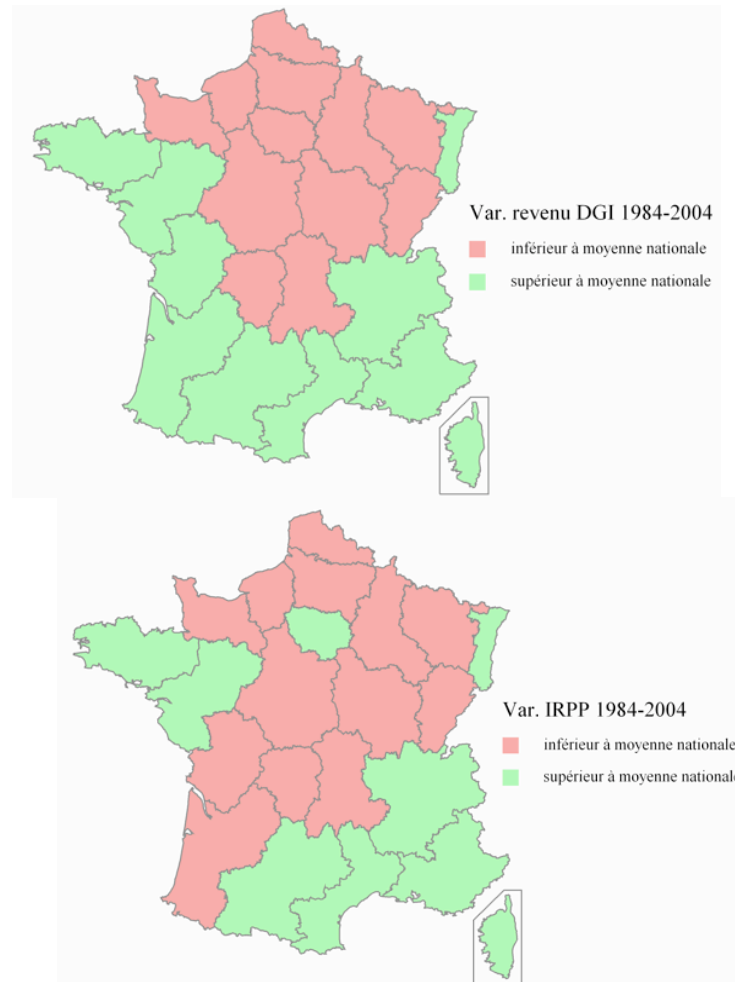 Var. revenu DGI 1984-2004
inférieur à moyenne nationale
supérieur à moyenne nationale
Var. IRPP 1984-2004
inférieur à moyenne nationale
supérieur à moyenne nationale